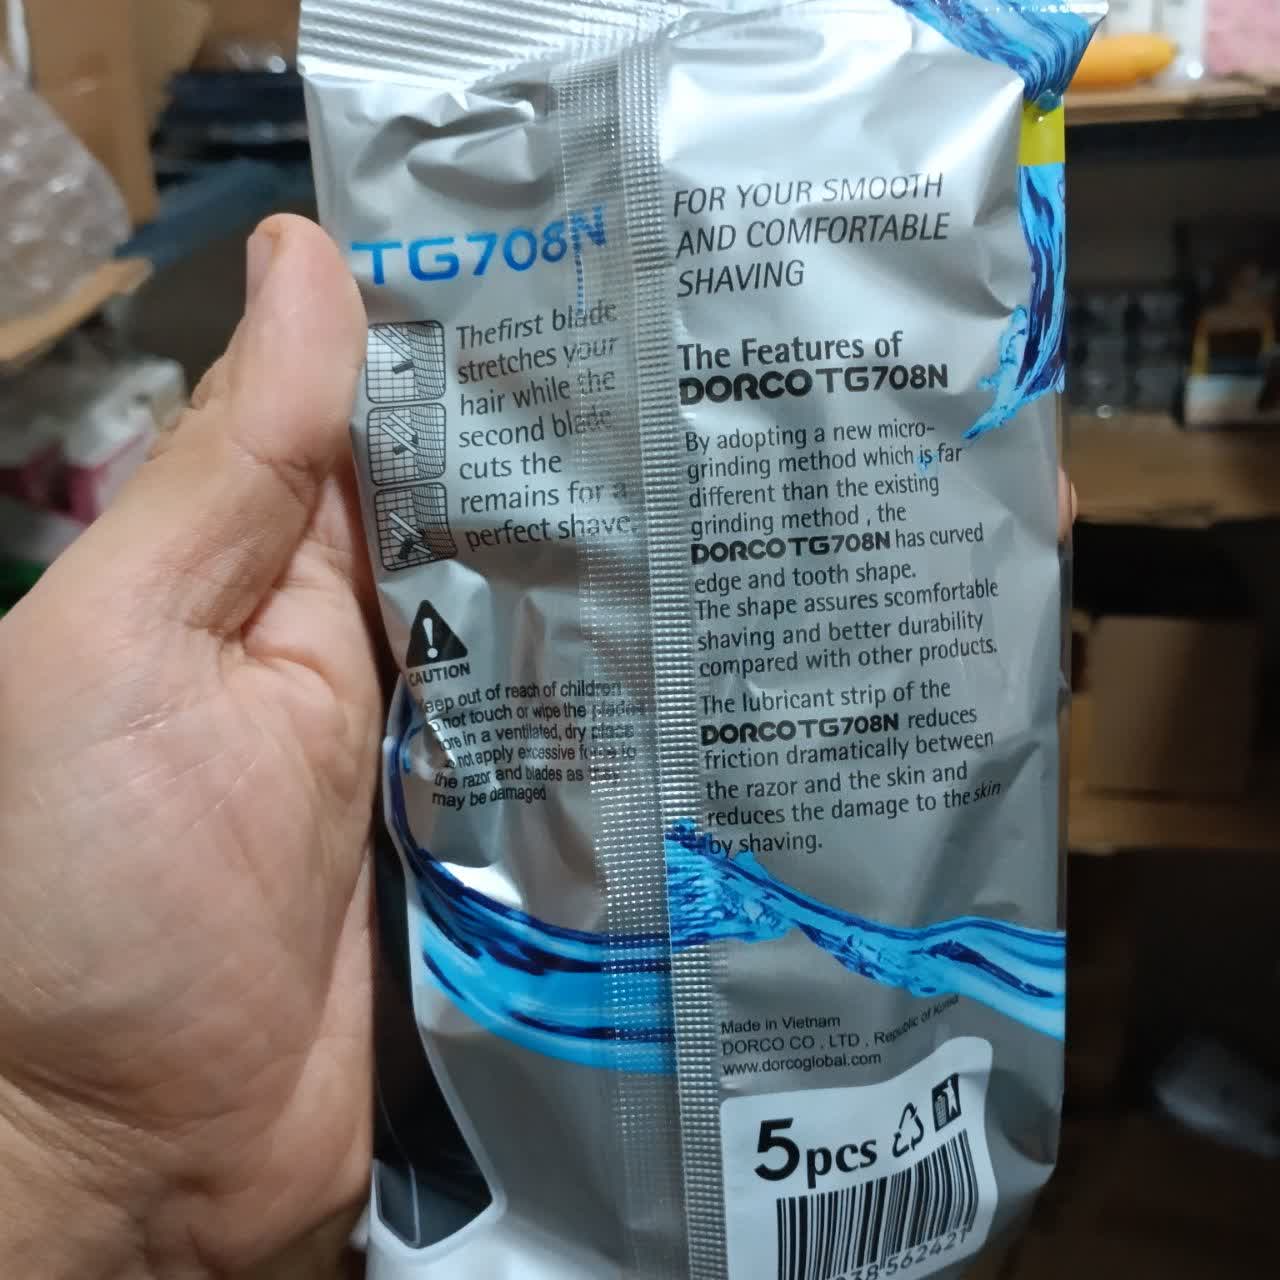 TG708N
Thefirst blade
stretches your
hair while the
second blade
cuts the
remains for a
perfect shave.
CAUTION
Keep out of reach of children
not touch or wipe the blades
in a ventilated, dry place
not apply excessive force to
the razor and blades as
may be damaged
FOR YOUR SMOOTH
AND COMFORTABLE
SHAVING
The Features of
DORCO TG708N
By adopting a new micro-
grinding method which is far
different than the existing
grinding method , the
DORCO TG708N has curved
edge and tooth shape.
The shape assures scomfortable
shaving and better durability
compared with other products.
The lubricant strip of the
DORCO TG708N reduces
friction dramatically between
the razor and the skin and
reduces the damage to the skin
by shaving.
Made in Vietnam
DORCO CO . LTD , Republic of Korea
www.dorcoglobal.com
5pcs
38 562421